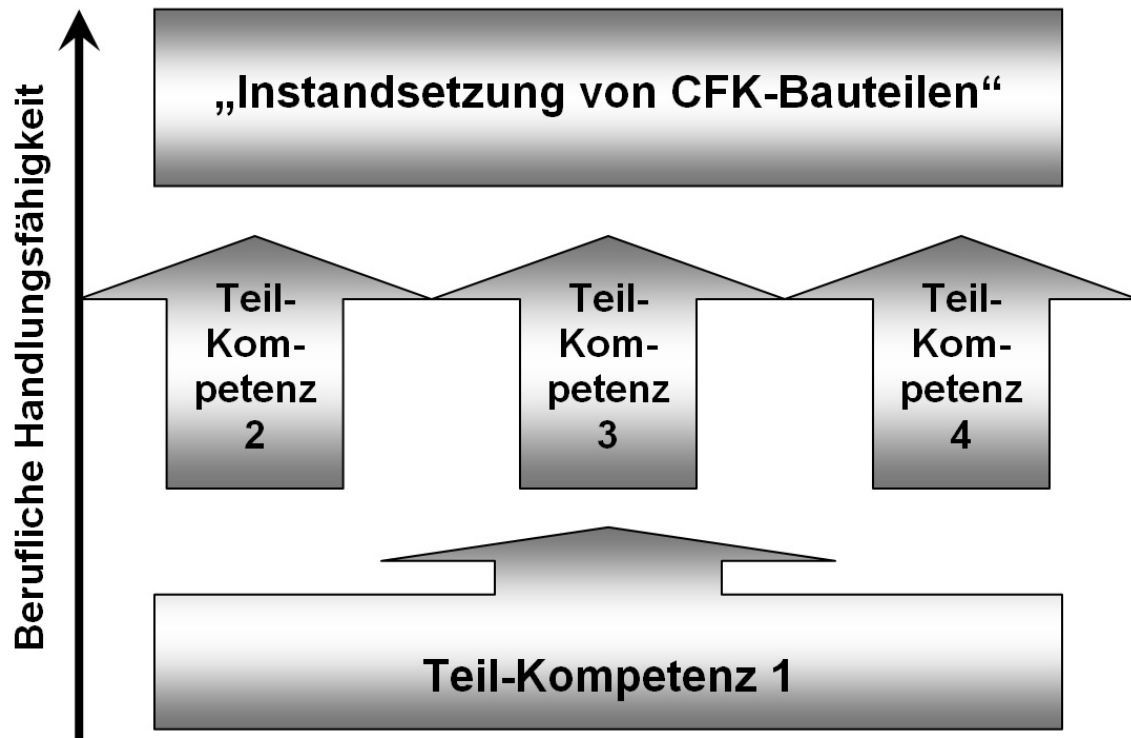 Berufliche Handlungsfähigkeit
„Instandsetzung von CFK-Bauteilen“
Teil-
Kom-
petenz
2
Teil-
Kom-
petenz
3
Teil-
Kom-
petenz
4
Teil-Kompetenz 1